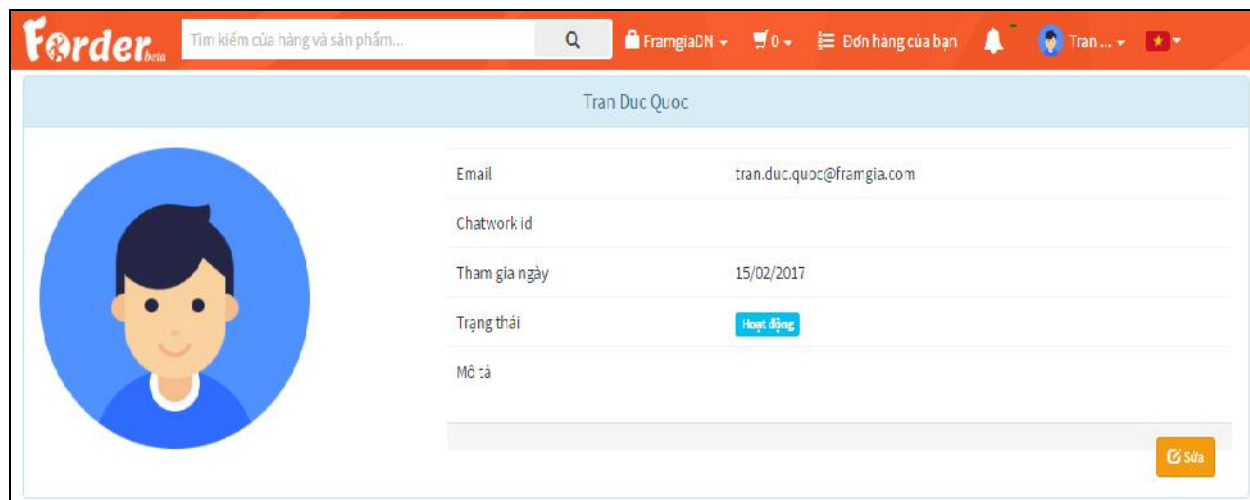 Forder beta Tìm kiếm cửa hàng và sản phẩm... FramgiaDN 0 Đơn hàng của bạn Tran ...
Tran Duc Quoc
Email tran.duc.quoc@framgia.com
Chatwork id
Tham gia ngày 15/02/2017
Trạng thái Hoạt động
Mô tả
Sửa